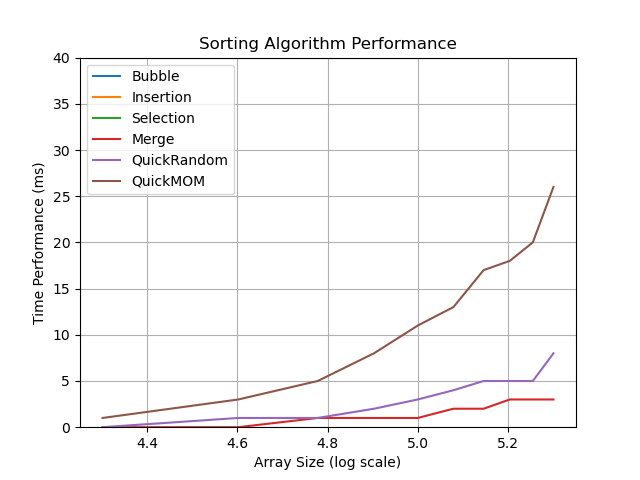 Sorting Algorithm Performance
40
35
30
25
20
15
10
5
0
Time Performance (ms)
Bubble
Insertion
Selection
Merge
QuickRandom
QuickMOM
4.4 4.6 4.8 5.0 5.2
Array Size (log scale)